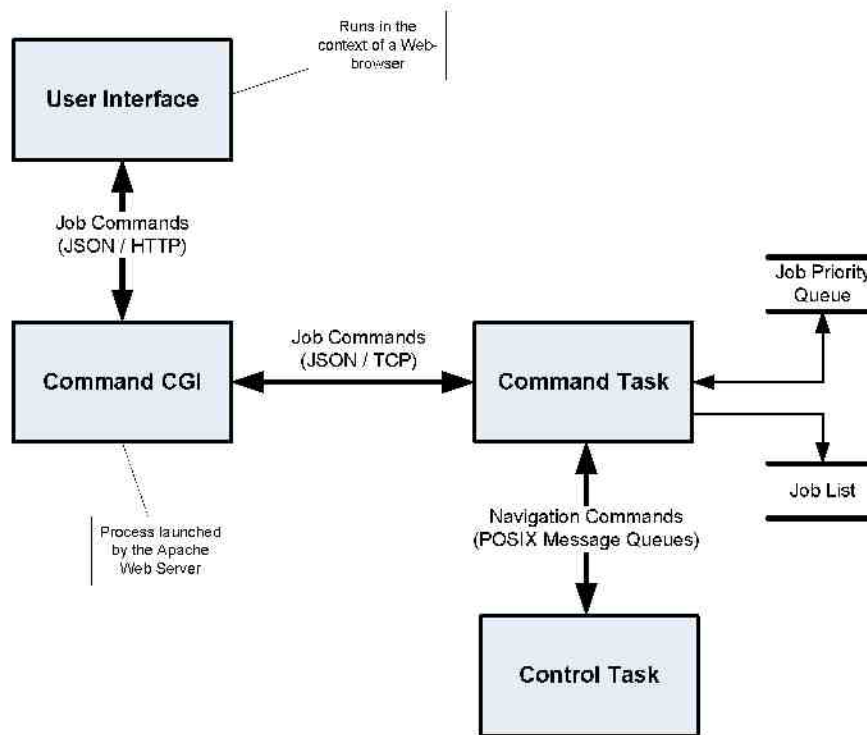 Runs in the
context of a Web-
browser
User Interface
Job Commands
(JSON / HTTP)
Job Priority
Queue
Job Commands
(JSON / TCP)
Command CGI
Command Task
Job List
Process launched
by the Apache
Web Server
Navigation Commands
(POSIX Message Queues)
Control Task